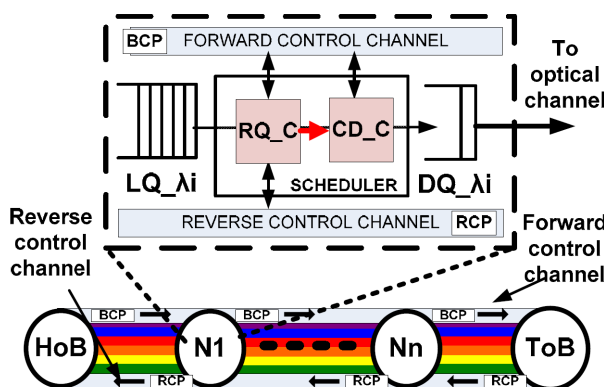 BCP FORWARD CONTROL CHANNEL
To
optical
channel
RQ_C CD_C
LQ_λi SCHEDULER DQ_λi
REVERSE CONTROL CHANNEL RCP
Reverse
control
channel
Forward
control
channel
BCP BCP BCP
HoB N1 Nn ToB
RCP RCP RCP